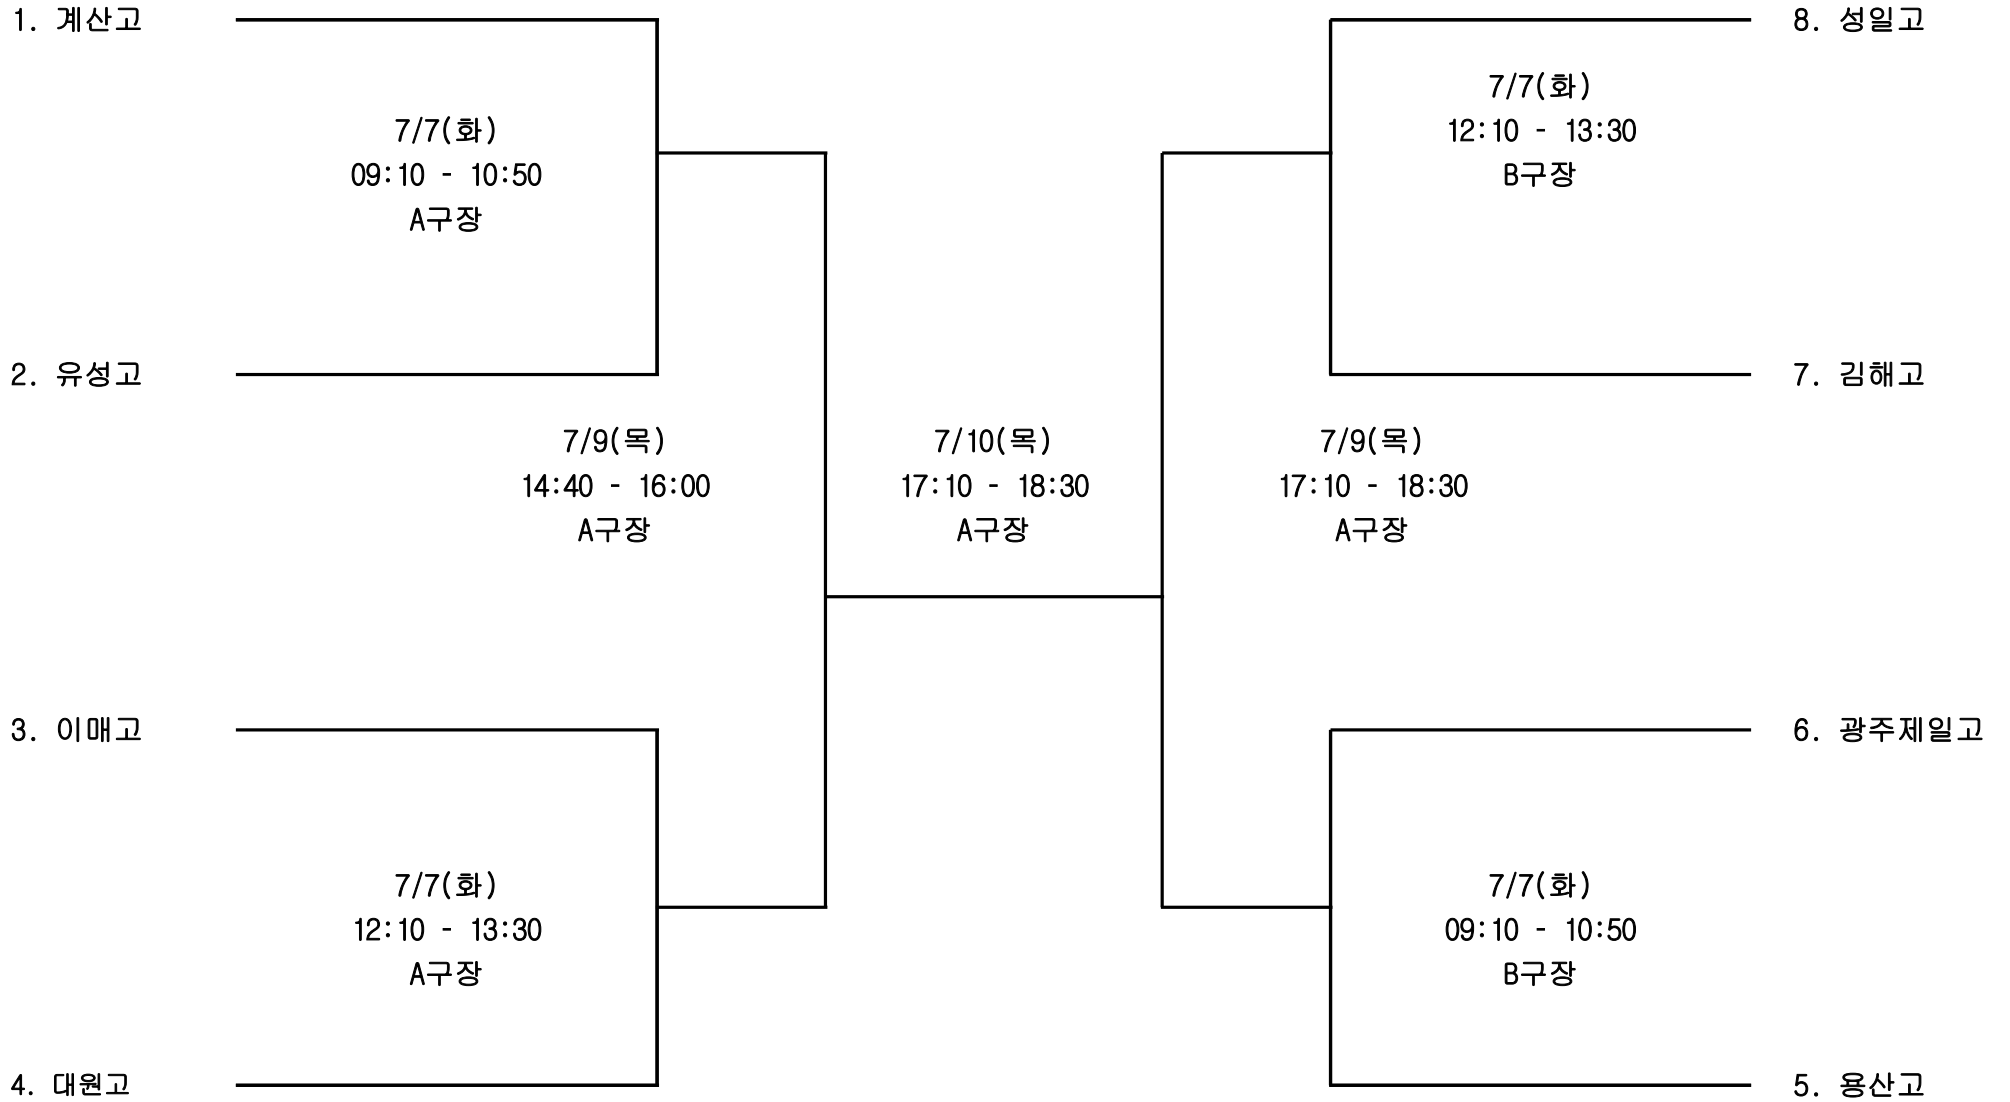 1. 계산고
8. 성일고
7/7(화)
09:10 - 10:50
A구장
7/7(화)
12:10 - 13:30
B구장
2. 유성고
7. 김해고
7/9(목)
14:40 - 16:00
A구장
7/10(목)
17:10 - 18:30
A구장
7/9(목)
17:10 - 18:30
A구장
3. 이매고
6. 광주제일고
7/7(화)
12:10 - 13:30
A구장
7/7(화)
09:10 - 10:50
B구장
4. 대원고
5. 용산고